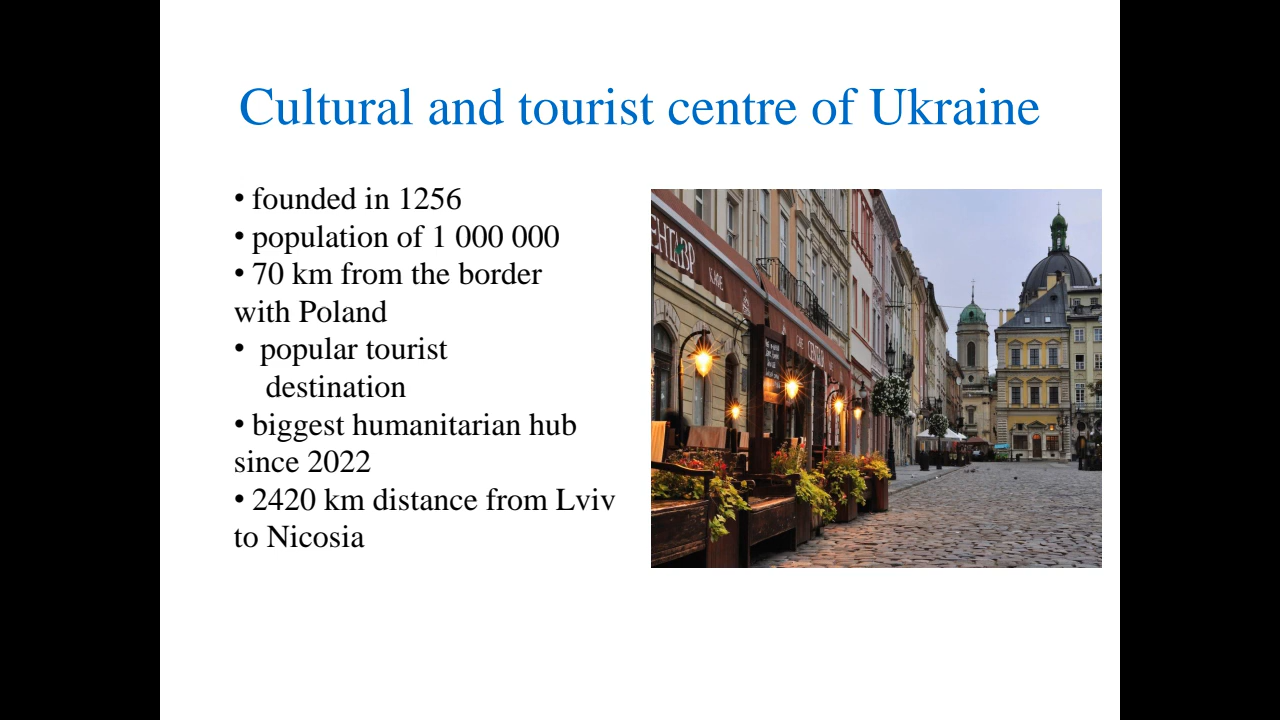 Cultural and tourist centre of Ukraine
• founded in 1256
• population of 1 000 000
• 70 km from the border
with Poland
• popular tourist
destination
• biggest humanitarian hub
since 2022
• 2420 km distance from Lviv
to Nicosia
ЕНТАВР